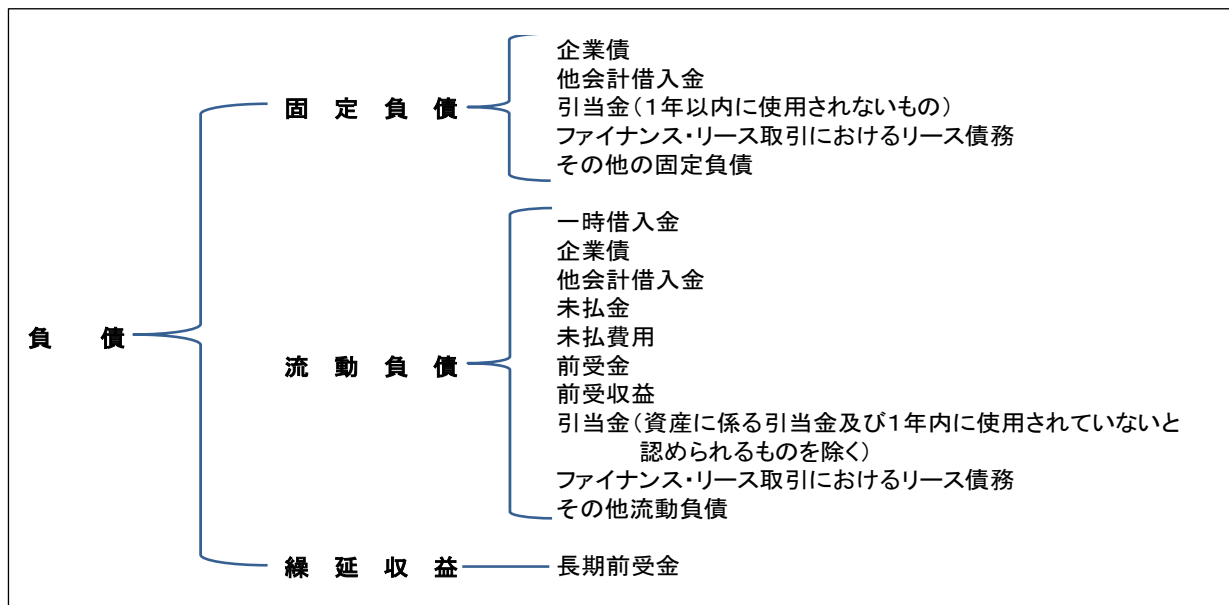 負債
固定負債
企業債
他会計借入金
引当金（１年以内に使用されないもの）
ファイナンス・リース取引におけるリース債務
その他の固定負債
流動負債
一時借入金
企業債
他会計借入金
未払金
未払費用
前受金
前受収益
引当金（資産に係る引当金及び１年内に使用されていないと
認められるものを除く）
ファイナンス・リース取引におけるリース債務
その他流動負債
繰延収益
長期前受金